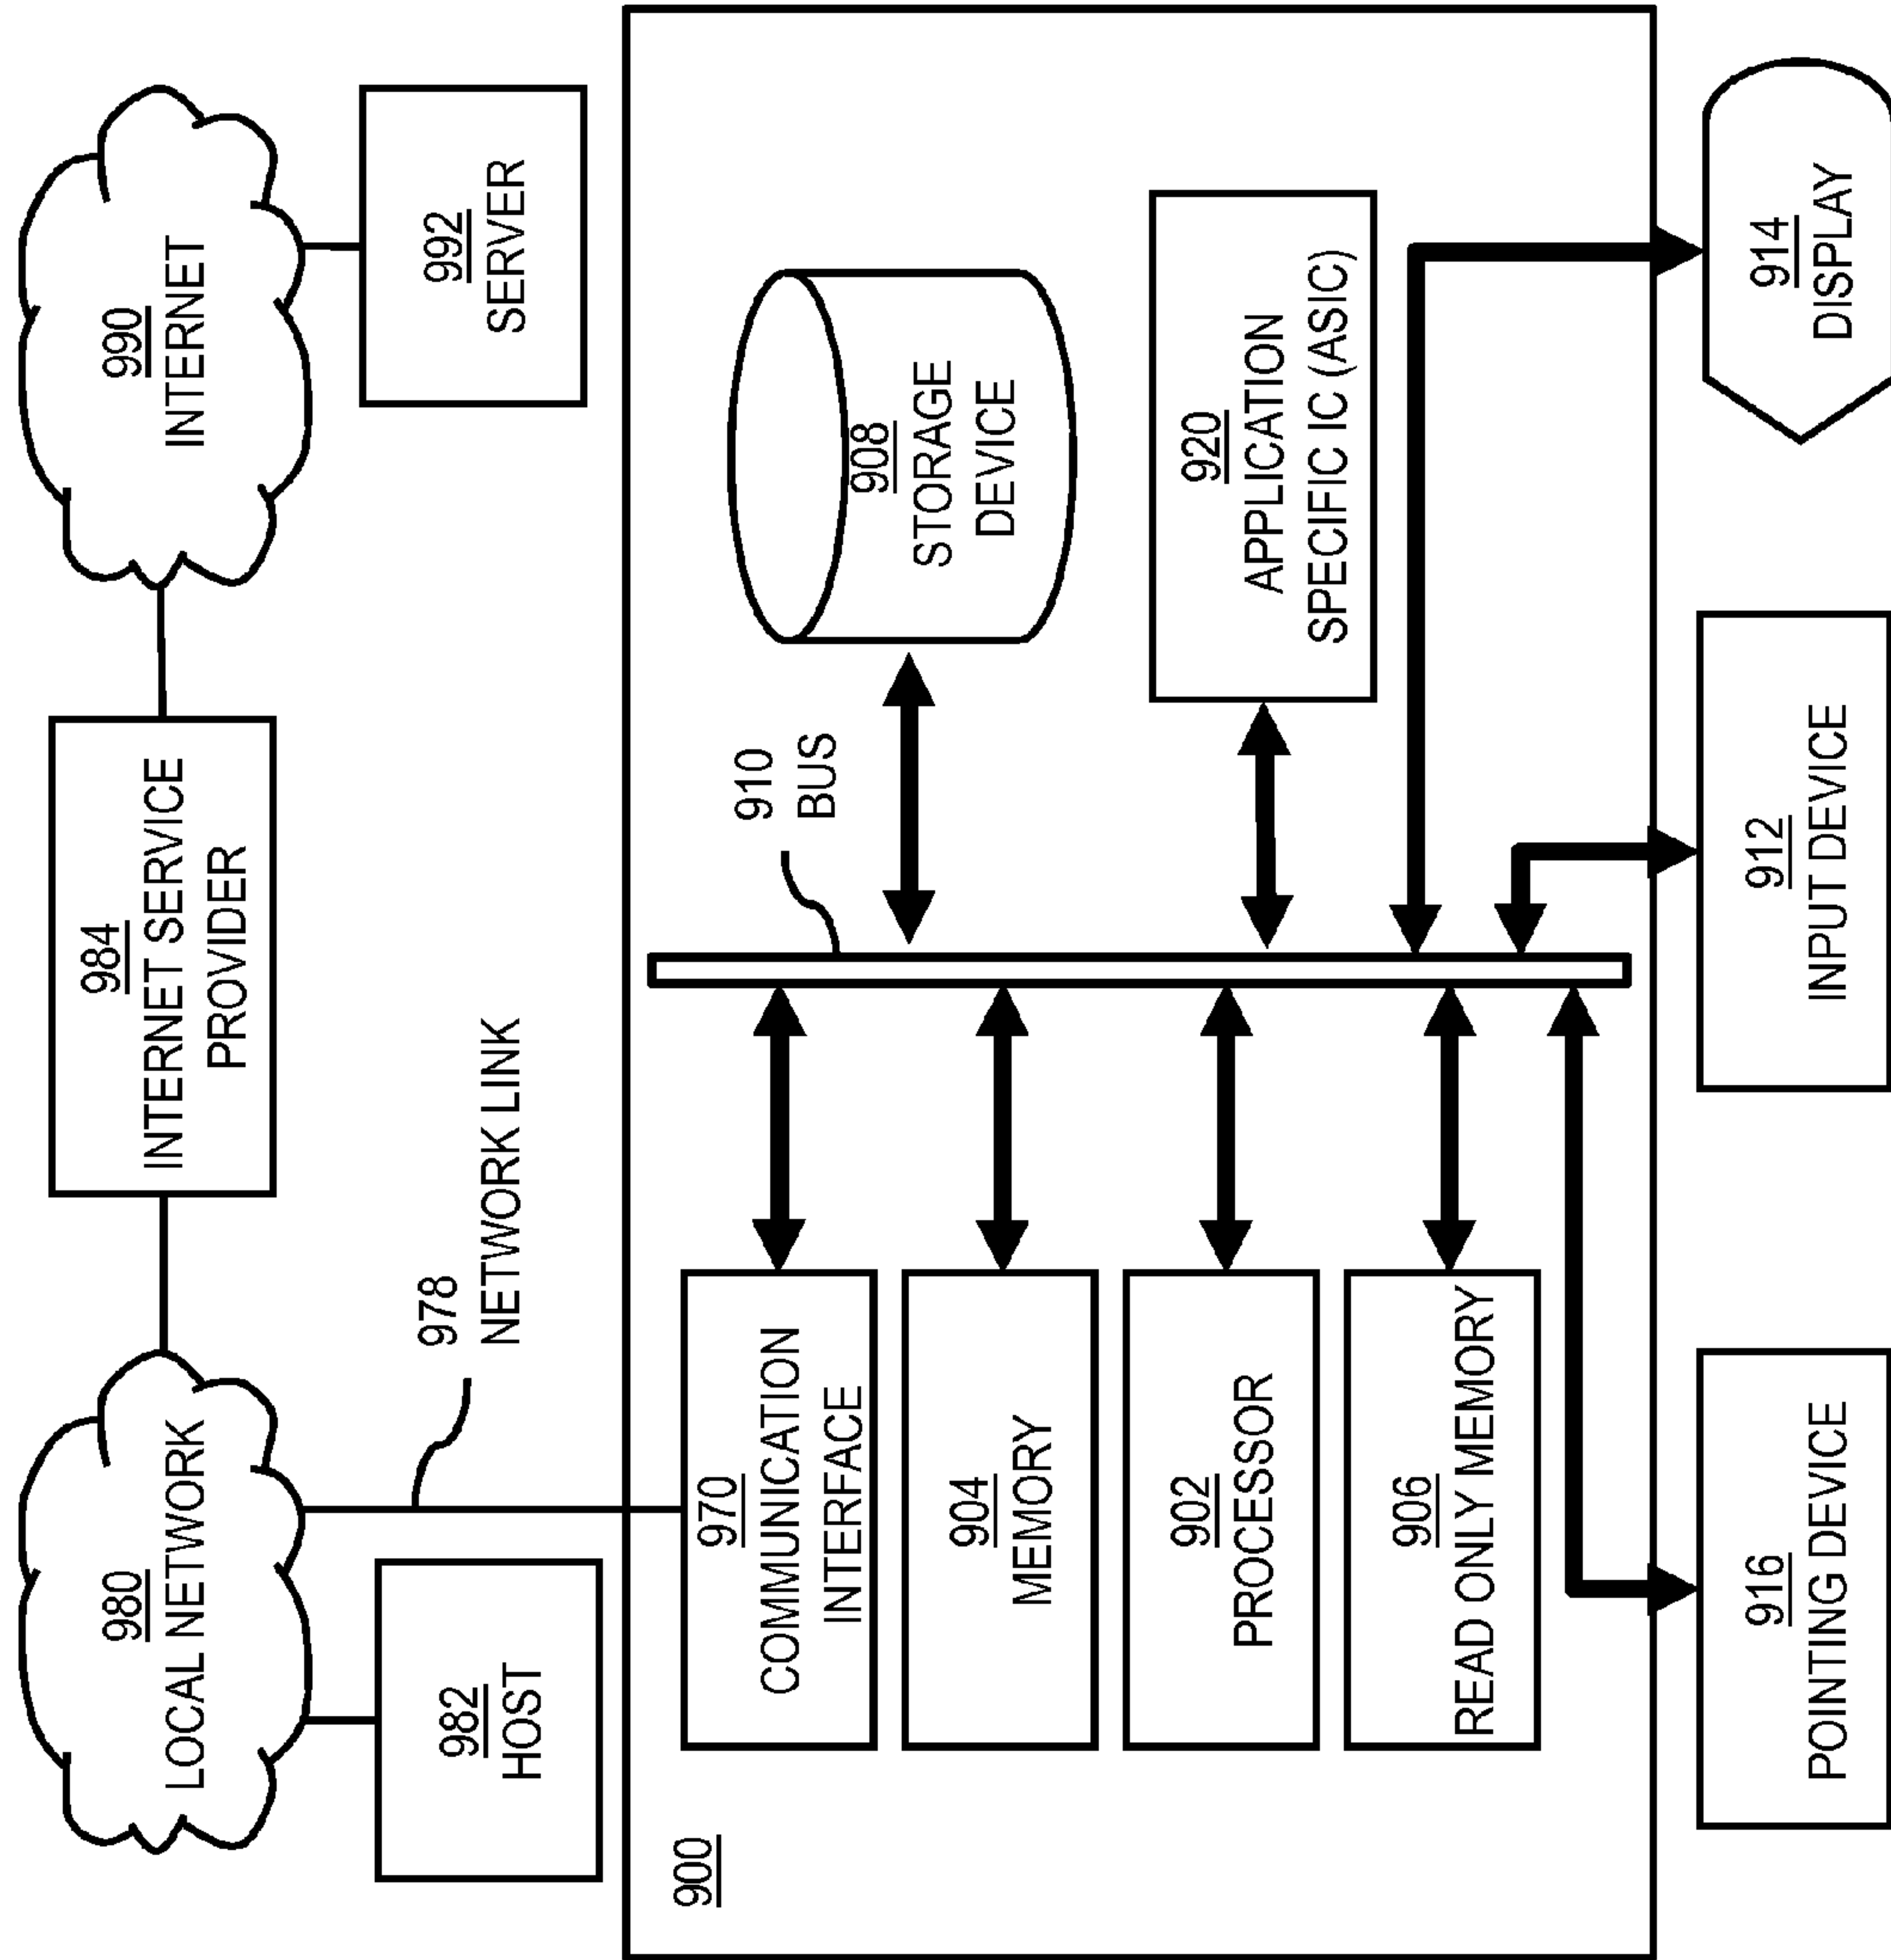 980
LOCAL NETWORK
984
INTERNET SERVICE
PROVIDER
990
INTERNET
982
HOST
978
NETWORK LINK
992
SERVER
900
970
COMMUNICATION
INTERFACE
904
MEMORY
902
PROCESSOR
906
READ ONLY MEMORY
910
BUS
908
STORAGE
DEVICE
920
APPLICATION
SPECIFIC IC (ASIC)
916
POINTING DEVICE
912
INPUT DEVICE
914
DISPLAY